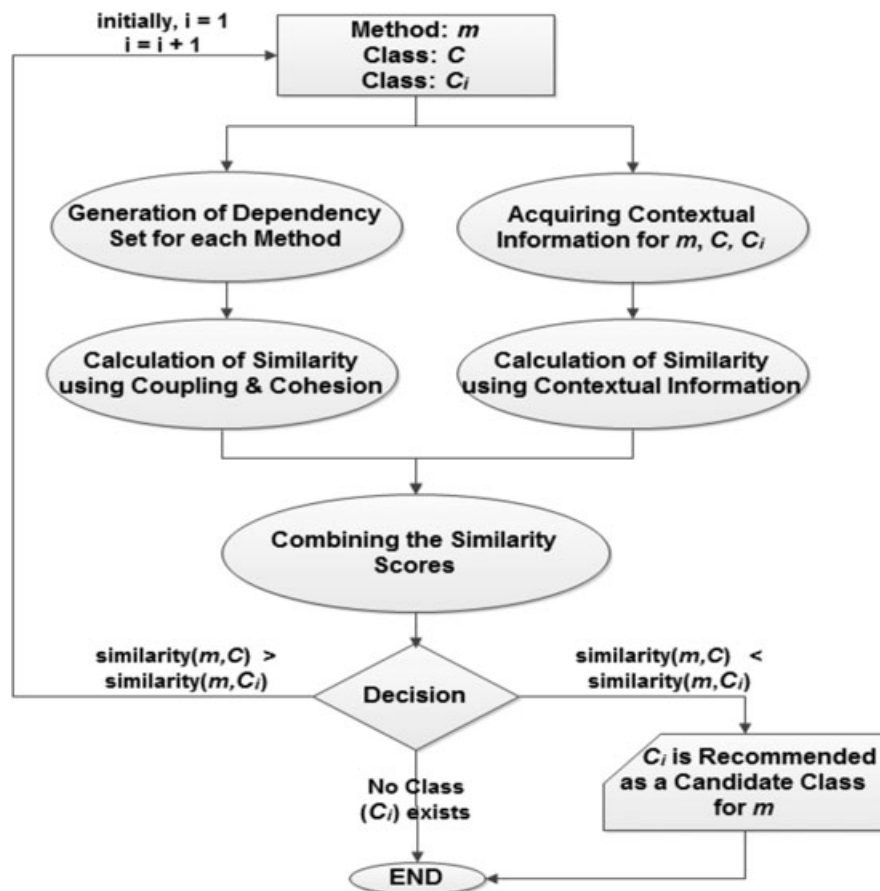 initially, i = 1
i = i + 1
Method: m
Class: C
Class: Ci
Generation of Dependency
Set for each Method
Acquiring Contextual
Information for m, C, Ci
Calculation of Similarity
using Coupling & Cohesion
Calculation of Similarity
using Contextual Information
Combining the Similarity
Scores
similarity(m,C) >
similarity(m,Ci)
Decision
similarity(m,C) <
similarity(m,Ci)
No Class
(Ci) exists
Ci is Recommended
as a Candidate Class
for m
END